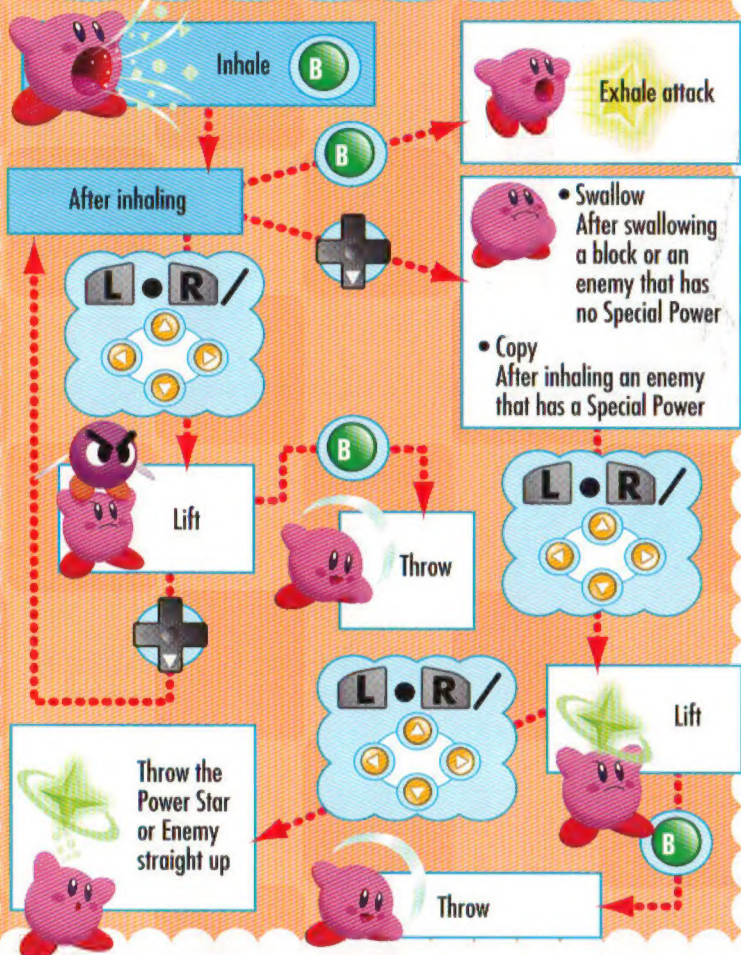 Inhale
B
Exhale attack
B
After inhaling
• Swallow
After swallowing
a block or an
enemy that has
no Special Power
L • R /
• Copy
After inhaling an enemy
that has a Special Power
B
L • R /
Lift
Throw
L • R /
Lift
Throw the
Power Star
or Enemy
straight up
B
Throw